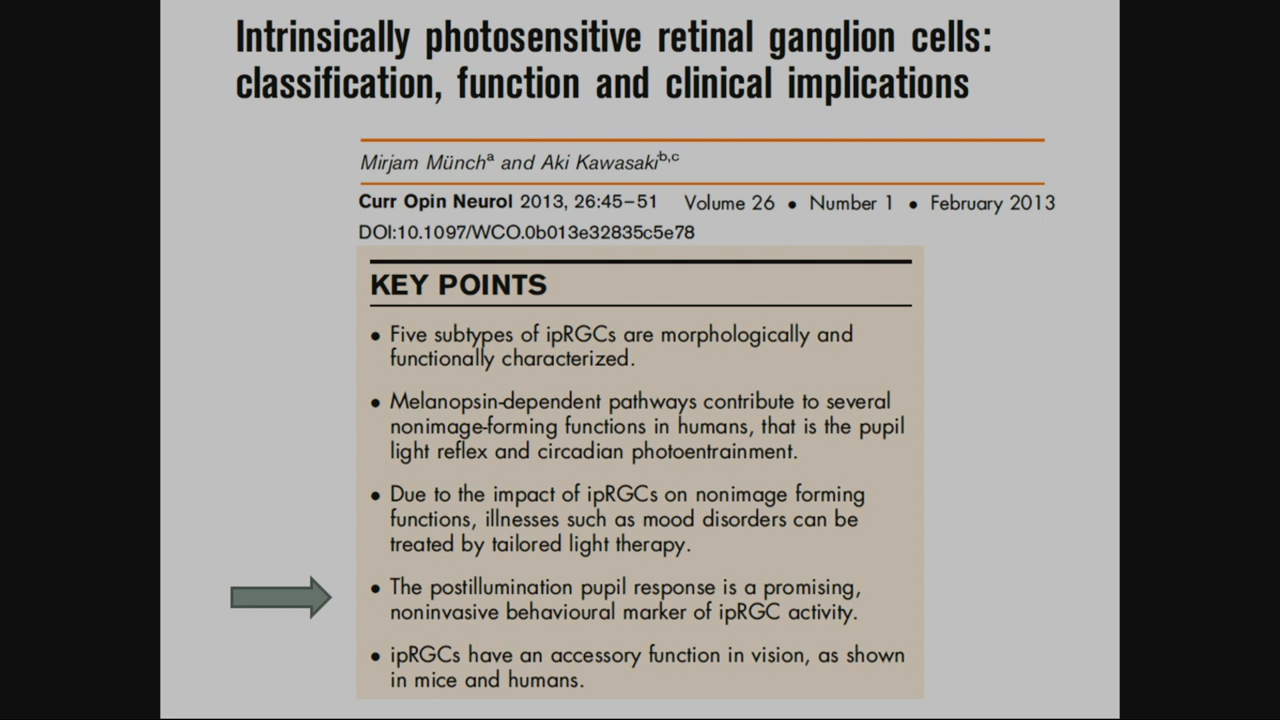 Intrinsically photosensitive retinal ganglion cells:
classification, function and clinical implications
Mirjam Münchᵃ and Aki Kawasakiᵇ,ᶜ
Curr Opin Neurol 2013, 26:45–51 Volume 26 • Number 1 • February 2013
DOI:10.1097/WCO.0b013e32835c5e78
KEY POINTS
• Five subtypes of ipRGCs are morphologically and
functionally characterized.
• Melanopsin-dependent pathways contribute to several
nonimage-forming functions in humans, that is the pupil
light reflex and circadian photoentrainment.
• Due to the impact of ipRGCs on nonimage forming
functions, illnesses such as mood disorders can be
treated by tailored light therapy.
• The postillumination pupil response is a promising,
noninvasive behavioural marker of ipRGC activity.
• ipRGCs have an accessory function in vision, as shown
in mice and humans.